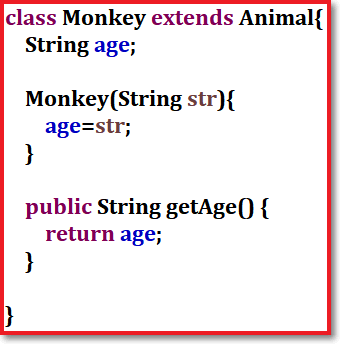 class Monkey extends Animal{
String age;
Monkey(String str){
age=str;
}
public String getAge() {
return age;
}
}